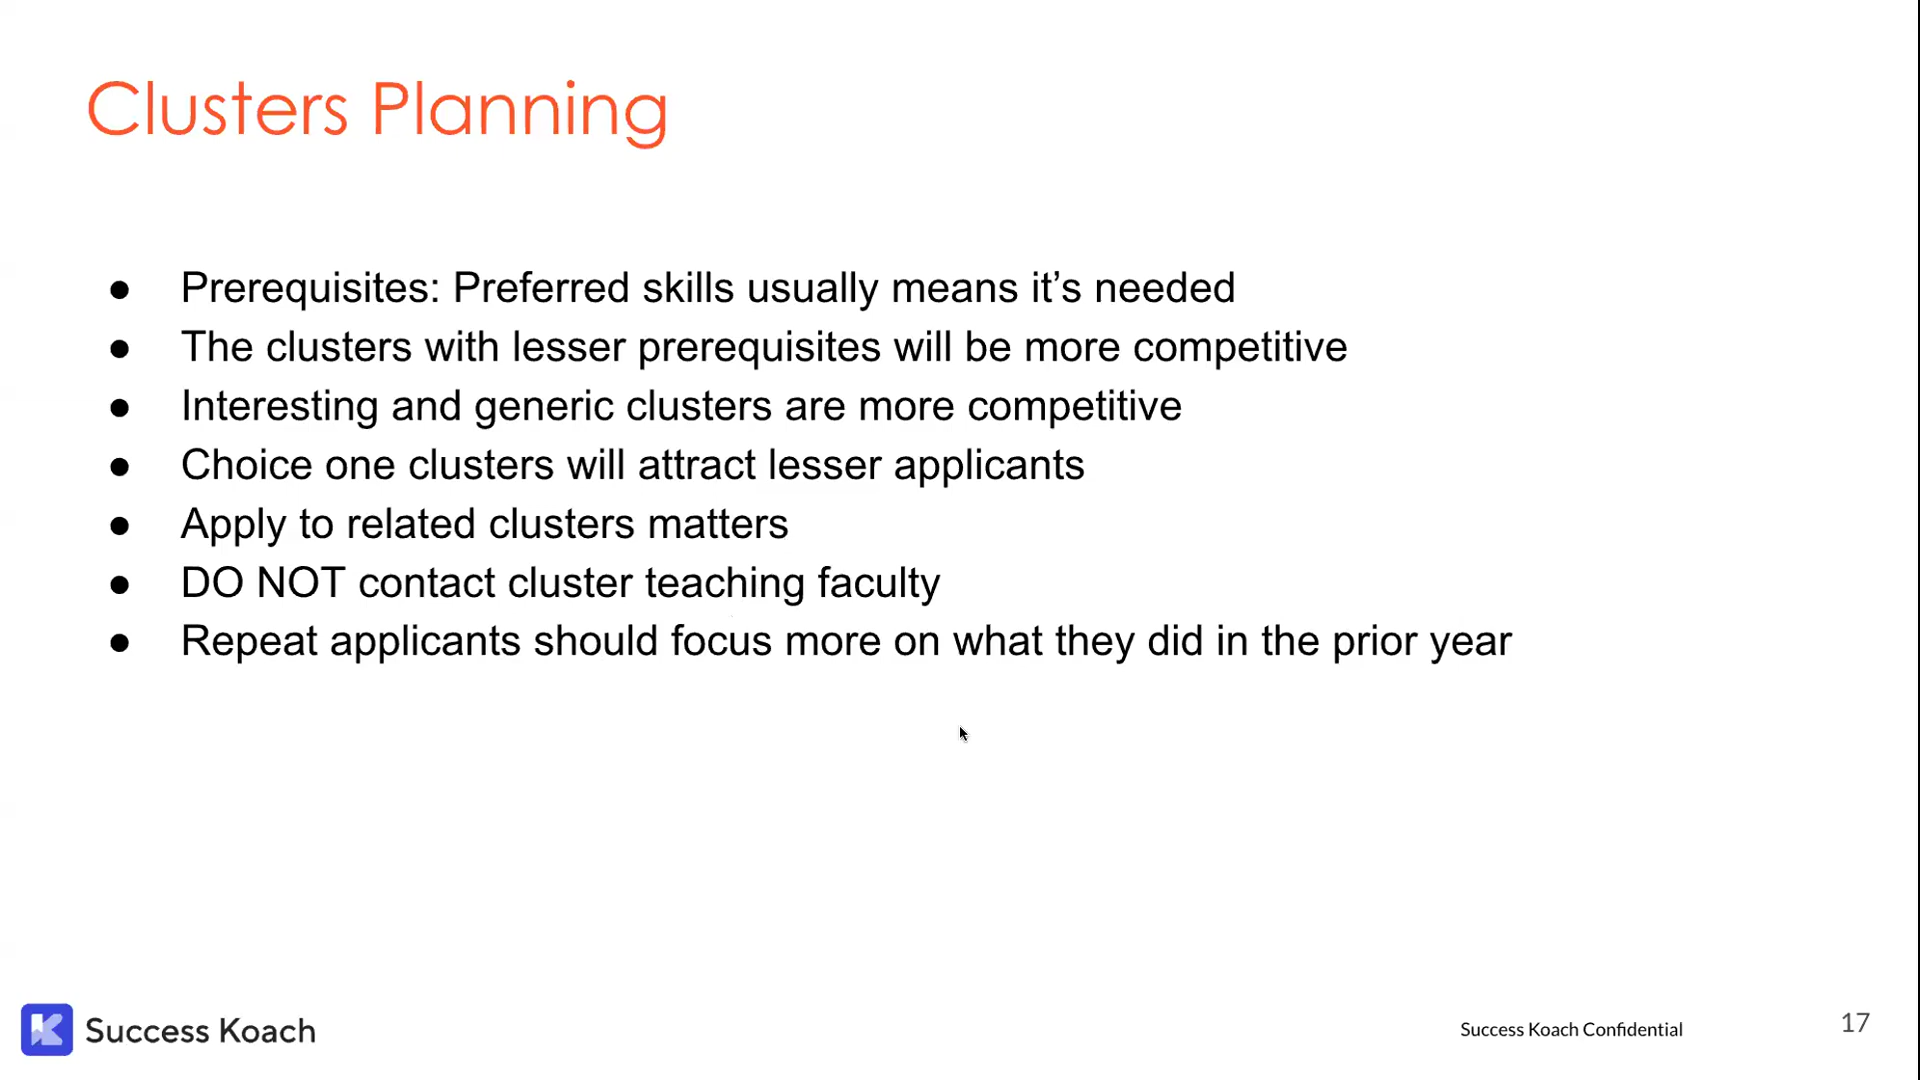 Clusters Planning
● Prerequisites: Preferred skills usually means it’s needed
● The clusters with lesser prerequisites will be more competitive
● Interesting and generic clusters are more competitive
● Choice one clusters will attract lesser applicants
● Apply to related clusters matters
● DO NOT contact cluster teaching faculty
● Repeat applicants should focus more on what they did in the prior year
Success Koach
Success Koach Confidential
17